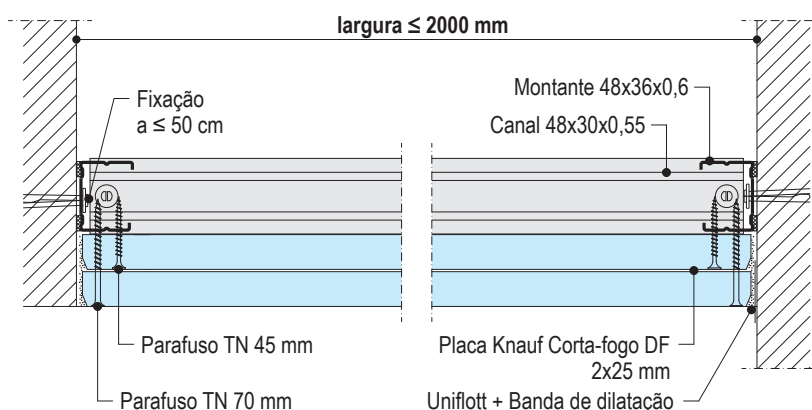 largura ≤ 2000 mm
Fixação
a ≤ 50 cm
Montante 48x36x0,6
Canal 48x30x0,55
Parafuso TN 45 mm
Parafuso TN 70 mm
Placa Knauf Corta-fogo DF
2x25 mm
Uniflott + Banda de dilatação